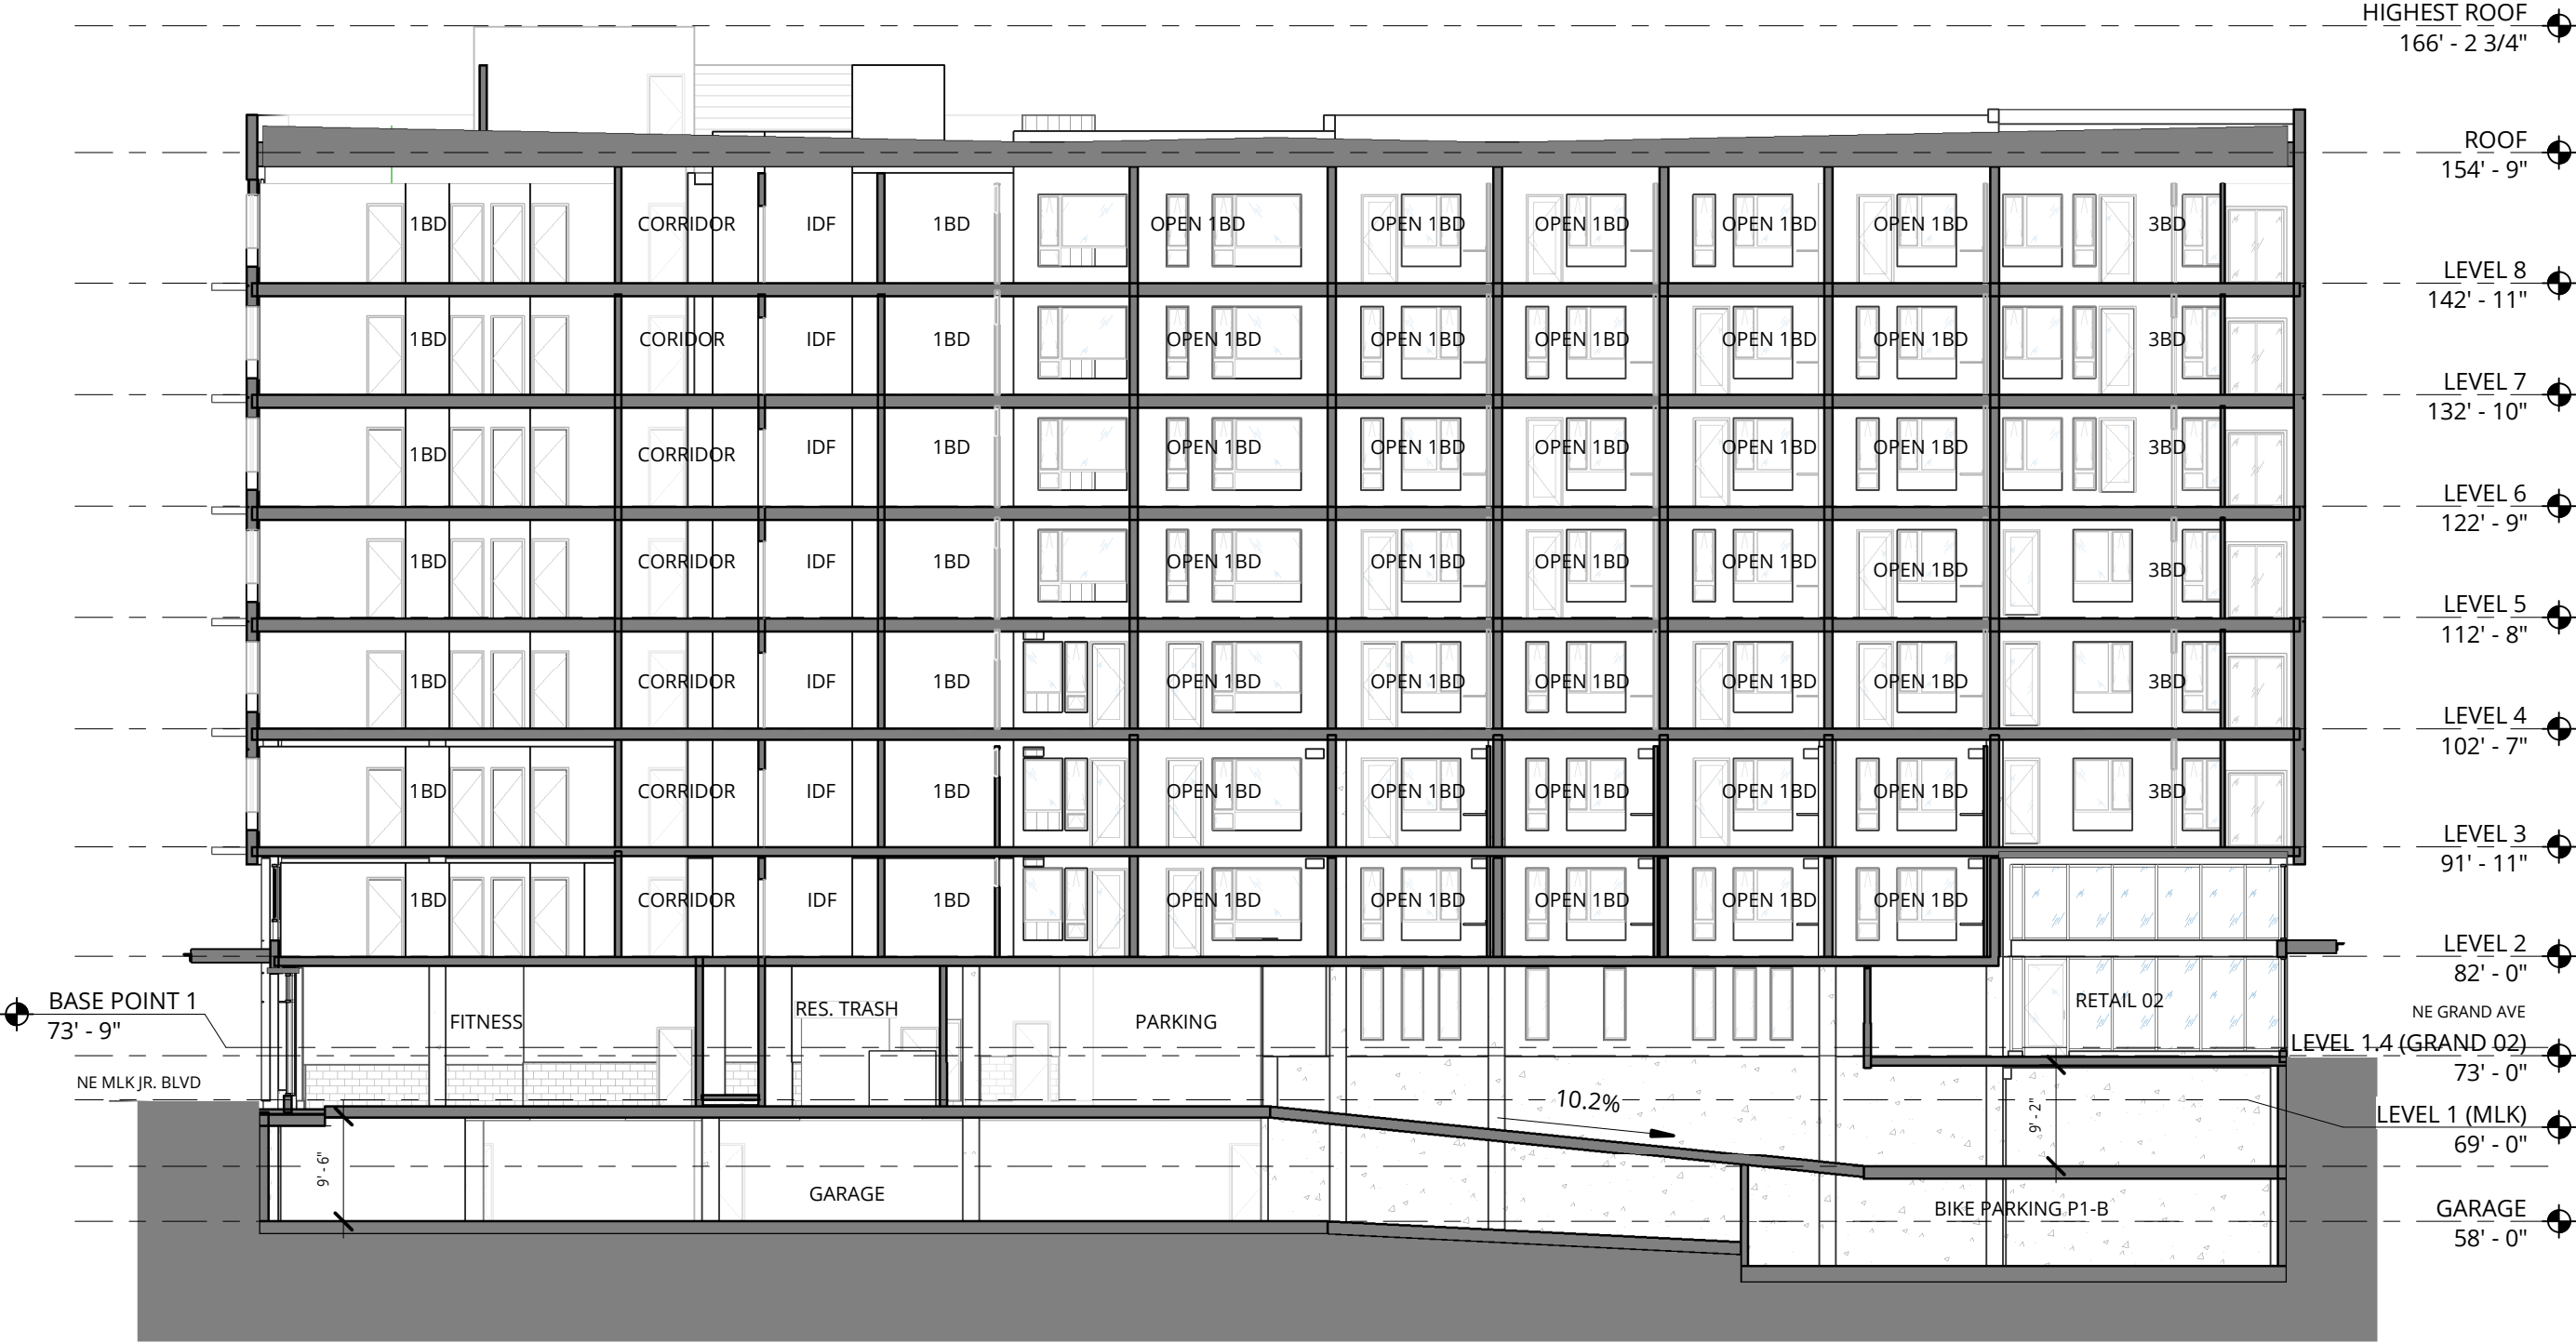 HIGHEST ROOF
166' - 2 3/4"
ROOF
154' - 9"
1BD CORRIDOR IDF 1BD OPEN 1BD OPEN 1BD OPEN 1BD OPEN 1BD OPEN 1BD 3BD
LEVEL 8
142' - 11"
1BD CORIDOR IDF 1BD OPEN 1BD OPEN 1BD OPEN 1BD OPEN 1BD OPEN 1BD 3BD
LEVEL 7
132' - 10"
1BD CORRIDOR IDF 1BD OPEN 1BD OPEN 1BD OPEN 1BD OPEN 1BD OPEN 1BD 3BD
LEVEL 6
122' - 9"
1BD CORRIDOR IDF 1BD OPEN 1BD OPEN 1BD OPEN 1BD OPEN 1BD OPEN 1BD 3BD
LEVEL 5
112' - 8"
1BD CORRIDOR IDF 1BD OPEN 1BD OPEN 1BD OPEN 1BD OPEN 1BD OPEN 1BD 3BD
LEVEL 4
102' - 7"
1BD CORRIDOR IDF 1BD OPEN 1BD OPEN 1BD OPEN 1BD OPEN 1BD OPEN 1BD 3BD
LEVEL 3
91' - 11"
1BD CORRIDOR IDF 1BD OPEN 1BD OPEN 1BD OPEN 1BD OPEN 1BD OPEN 1BD
LEVEL 2
82' - 0"
BASE POINT 1
73' - 9"
FITNESS RES. TRASH PARKING RETAIL 02
NE GRAND AVE
LEVEL 1.4 (GRAND 02)
73' - 0"
NE MLK JR. BLVD
10.2%
9' - 2"
LEVEL 1 (MLK)
69' - 0"
9' - 6"
GARAGE
BIKE PARKING P1-B
GARAGE
58' - 0"